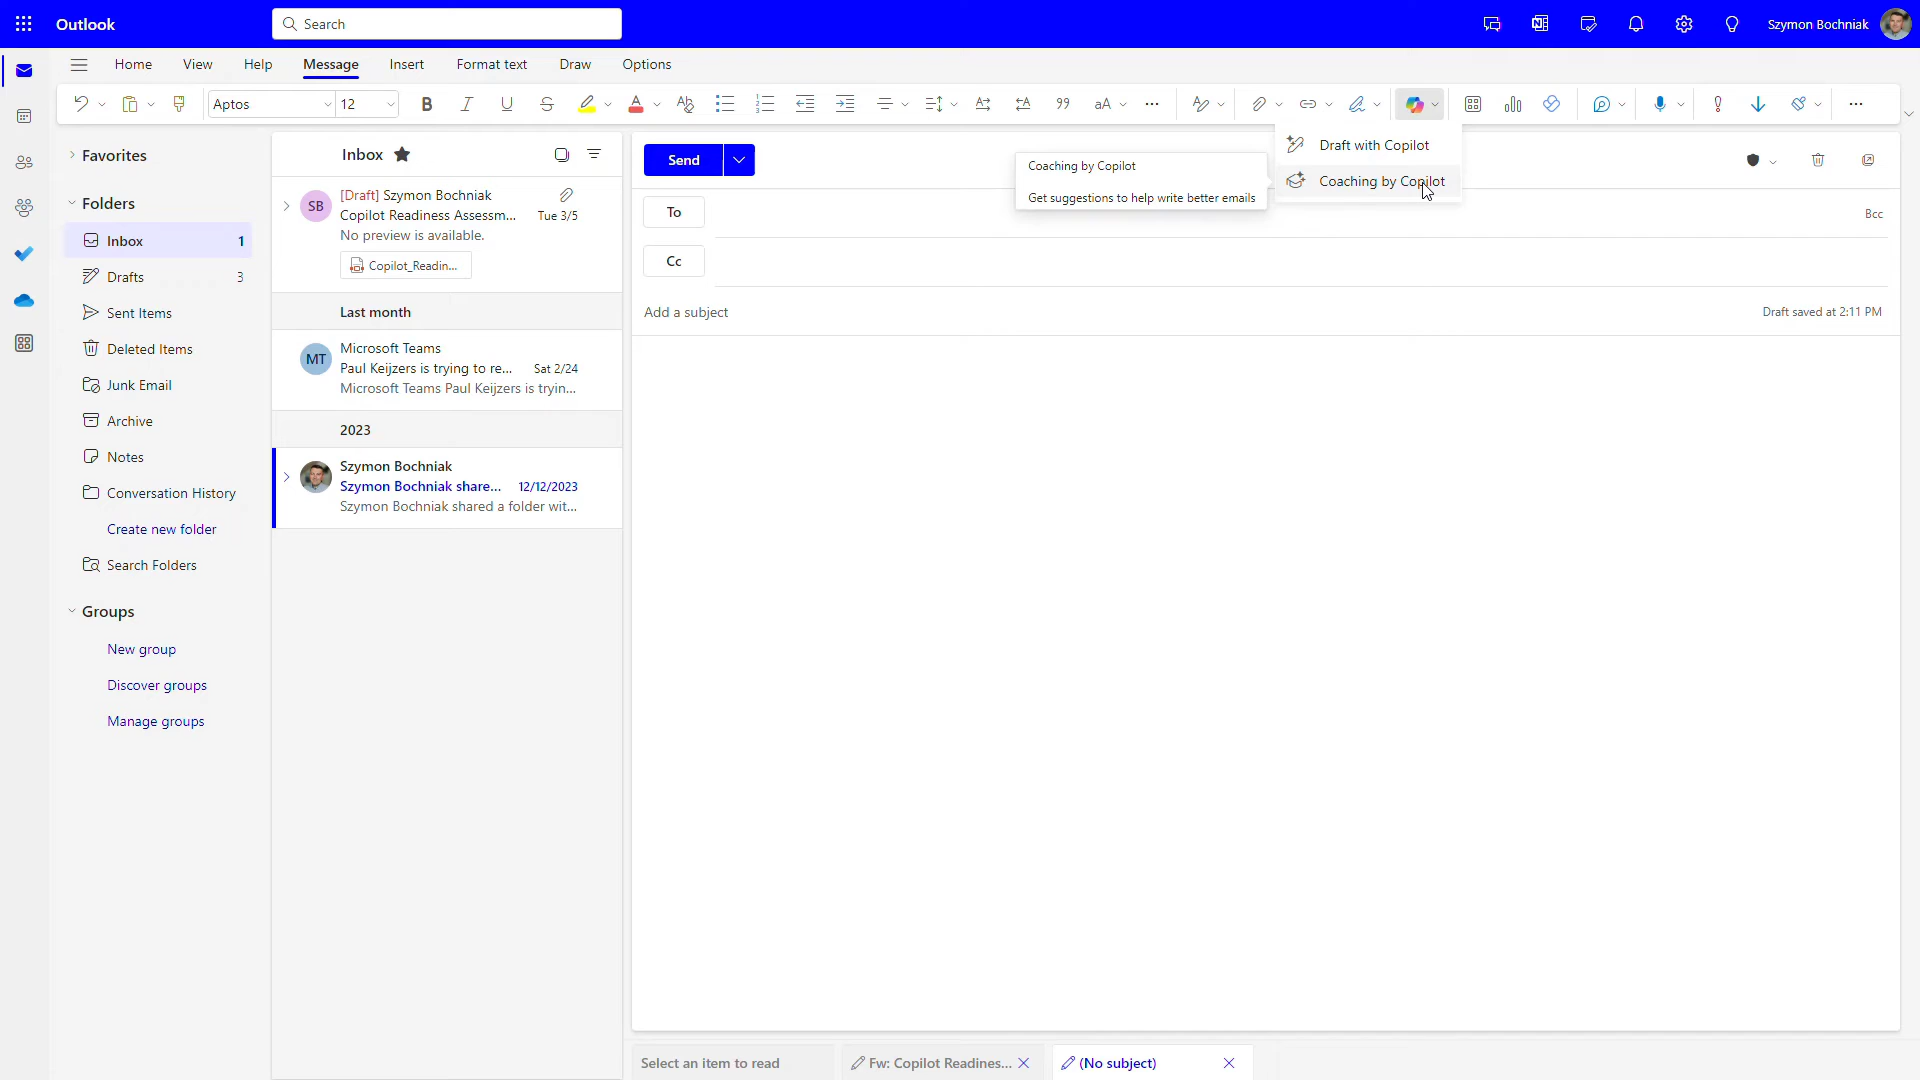 Outlook
Search
Szymon Bochniak
Home
View
Help
Message
Insert
Format text
Draw
Options
Aptos
12
Favorites
Folders
Inbox 1
Drafts 3
Sent Items
Deleted Items
Junk Email
Archive
Notes
Conversation History
Create new folder
Search Folders
Groups
New group
Discover groups
Manage groups
Inbox
SB
[Draft] Szymon Bochniak
Copilot Readiness Assessm... Tue 3/5
No preview is available.
Copilot_Readin...
Last month
MT
Microsoft Teams
Paul Keijzers is trying to re... Sat 2/24
Microsoft Teams Paul Keijzers is tryin...
2023
Szymon Bochniak
Szymon Bochniak share... 12/12/2023
Szymon Bochniak shared a folder wit...
Send
Coaching by Copilot
Get suggestions to help write better emails
Draft with Copilot
Coaching by Copilot
To
Bcc
Cc
Add a subject
Draft saved at 2:11 PM
Select an item to read
Fw: Copilot Readines...
(No subject)